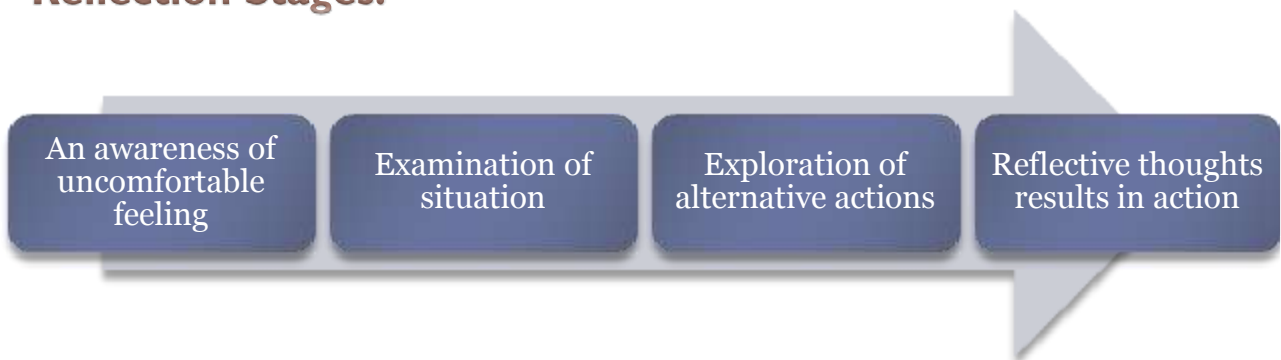 Reflection Stages:
An awareness of
uncomfortable
feeling
Examination of
situation
Exploration of
alternative actions
Reflective thoughts
results in action